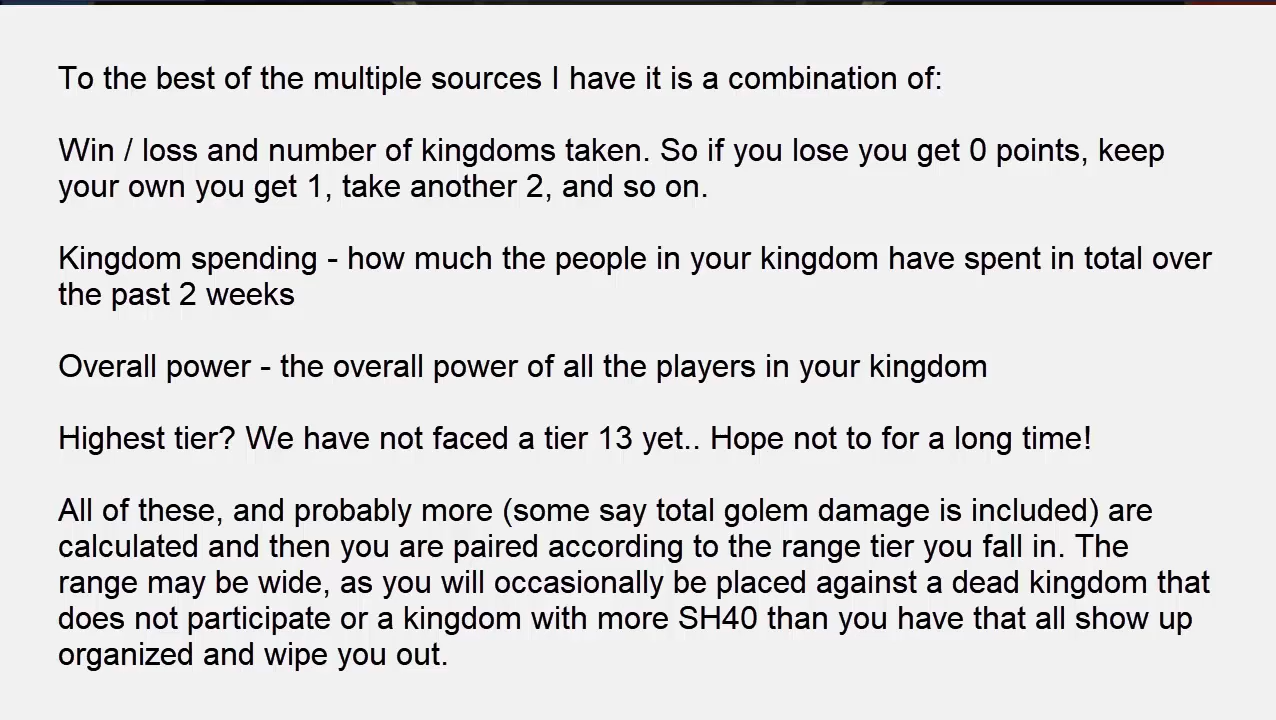 To the best of the multiple sources I have it is a combination of:
Win / loss and number of kingdoms taken. So if you lose you get 0 points, keep
your own you get 1, take another 2, and so on.
Kingdom spending - how much the people in your kingdom have spent in total over
the past 2 weeks
Overall power - the overall power of all the players in your kingdom
Highest tier? We have not faced a tier 13 yet.. Hope not to for a long time!
All of these, and probably more (some say total golem damage is included) are
calculated and then you are paired according to the range tier you fall in. The
range may be wide, as you will occasionally be placed against a dead kingdom that
does not participate or a kingdom with more SH40 than you have that all show up
organized and wipe you out.